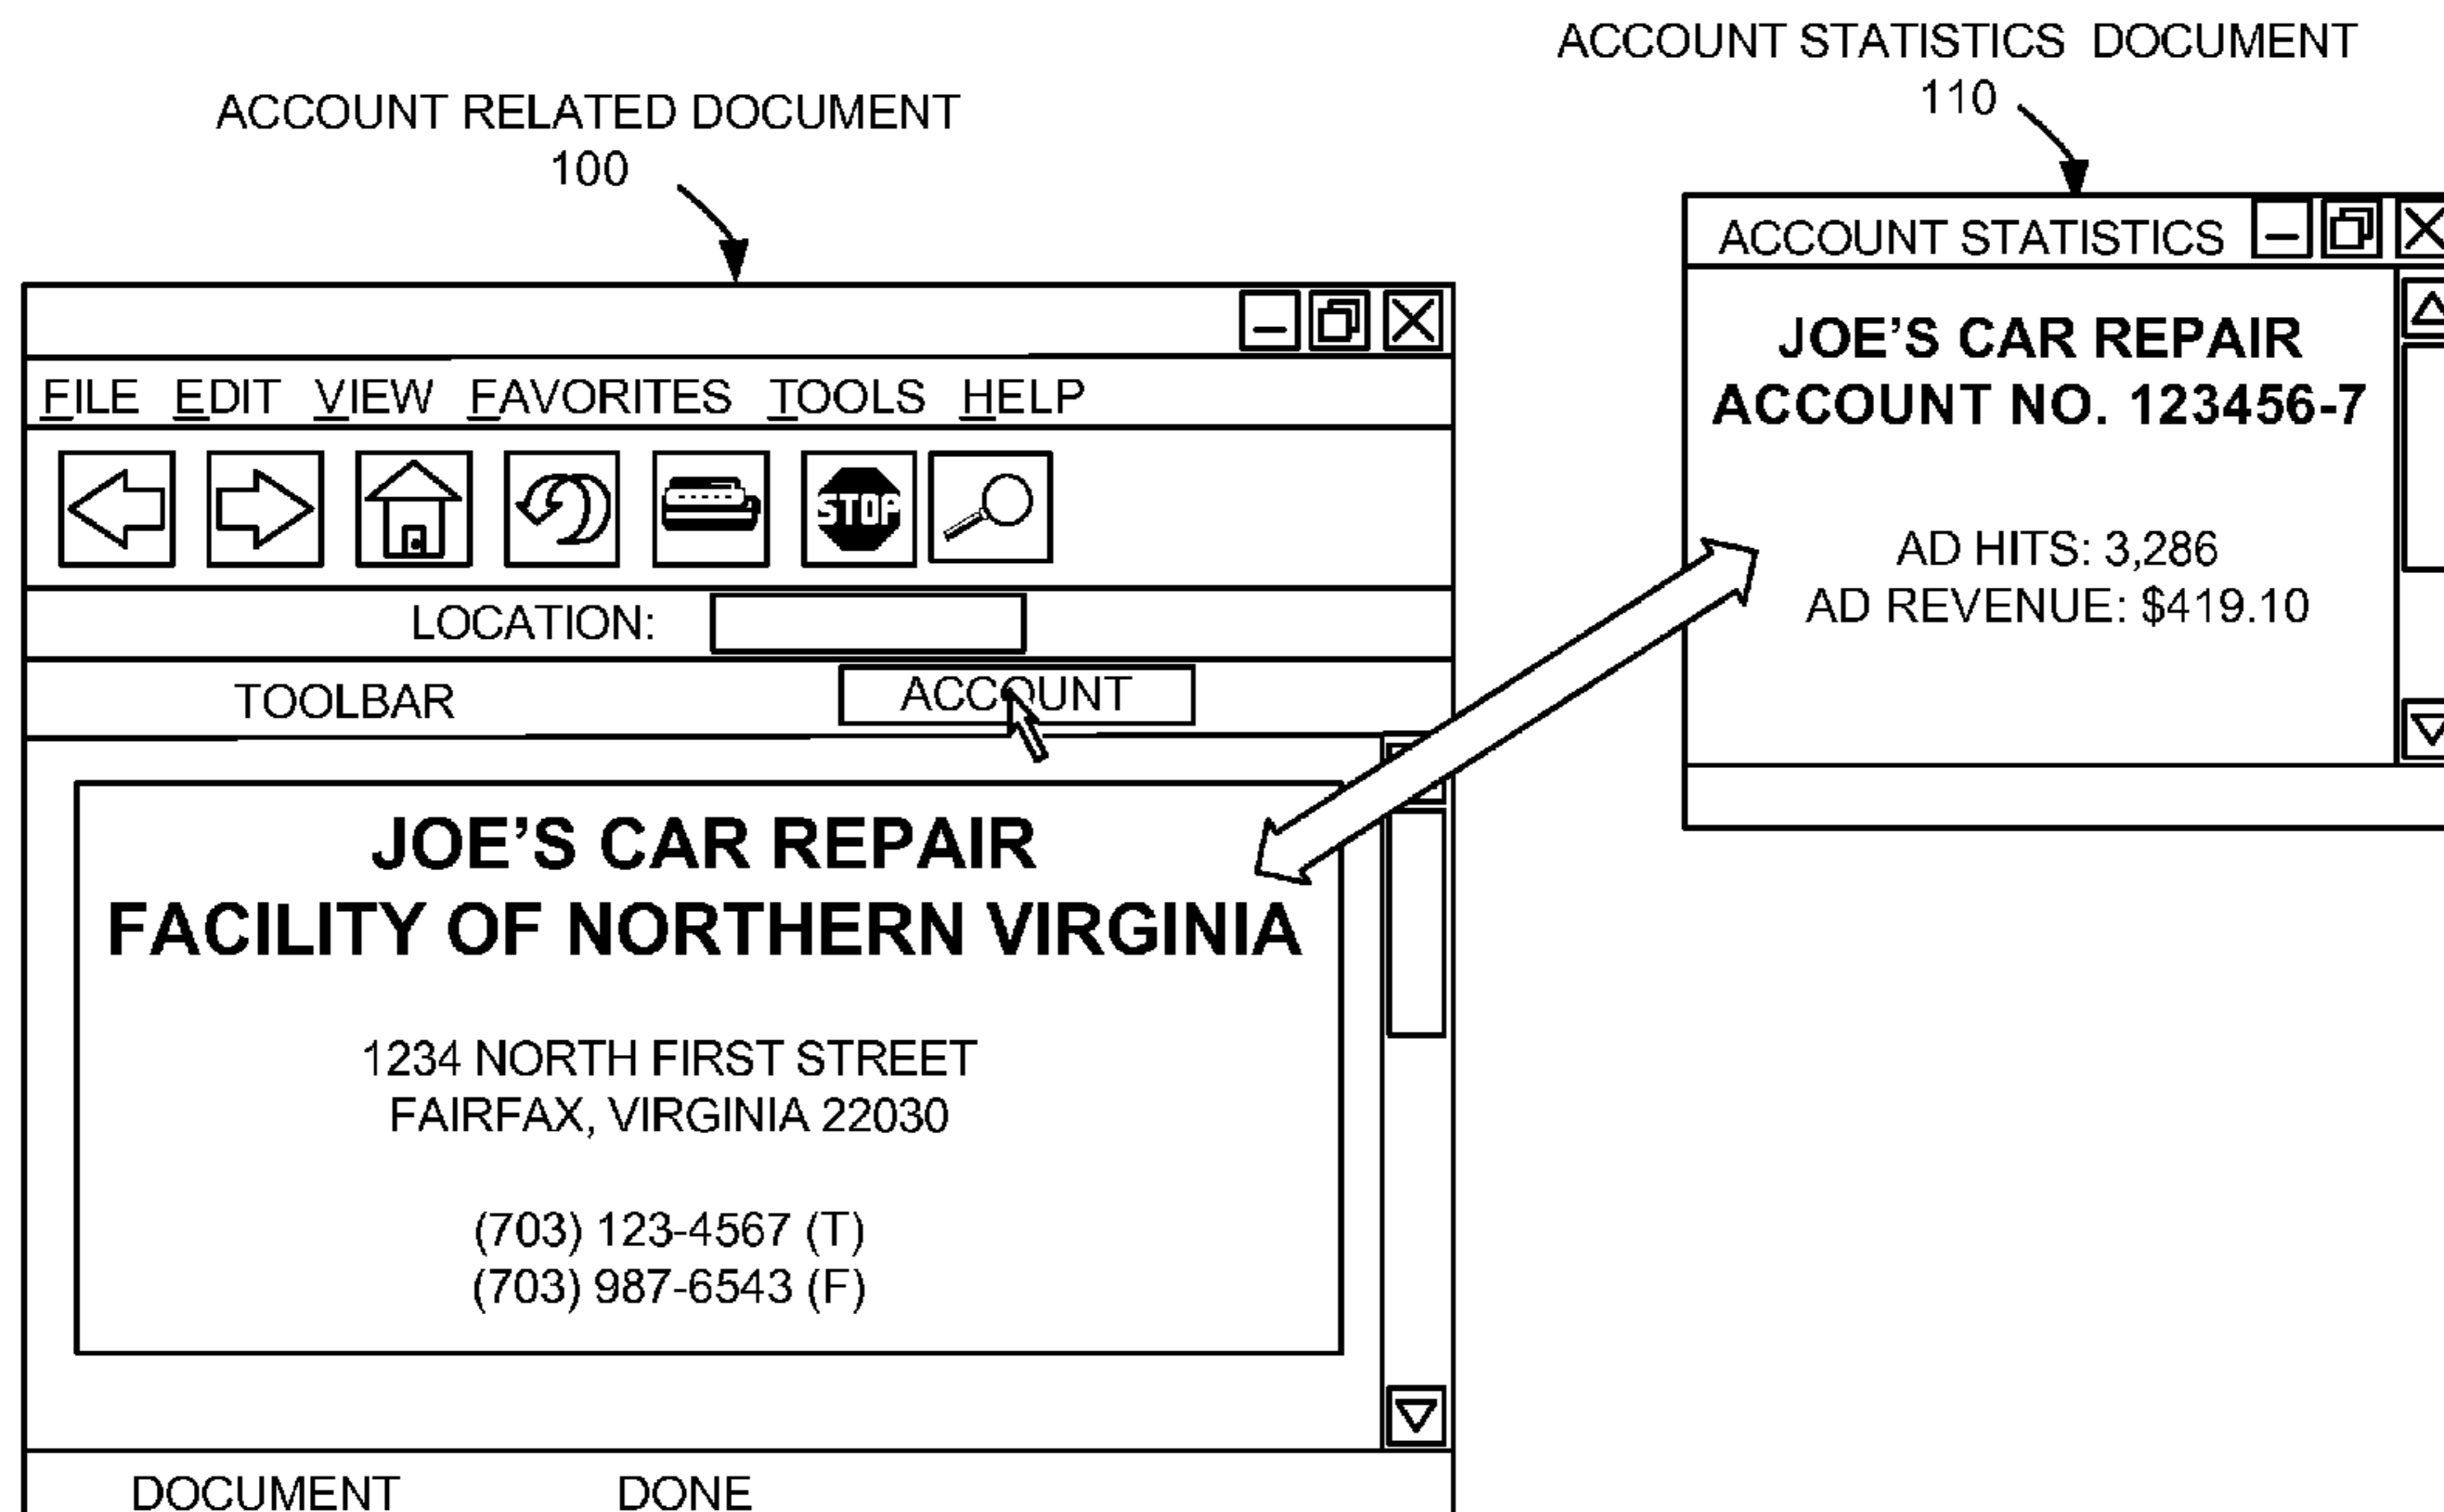 ACCOUNT STATISTICS DOCUMENT
110
ACCOUNT RELATED DOCUMENT
100
ACCOUNT STATISTICS
JOE'S CAR REPAIR
ACCOUNT NO. 123456-7
AD HITS: 3,286
AD REVENUE: $419.10
FILE EDIT VIEW FAVORITES TOOLS HELP
STOP
LOCATION:
TOOLBAR ACCOUNT
JOE'S CAR REPAIR
FACILITY OF NORTHERN VIRGINIA
1234 NORTH FIRST STREET
FAIRFAX, VIRGINIA 22030
(703) 123-4567 (T)
(703) 987-6543 (F)
DOCUMENT DONE